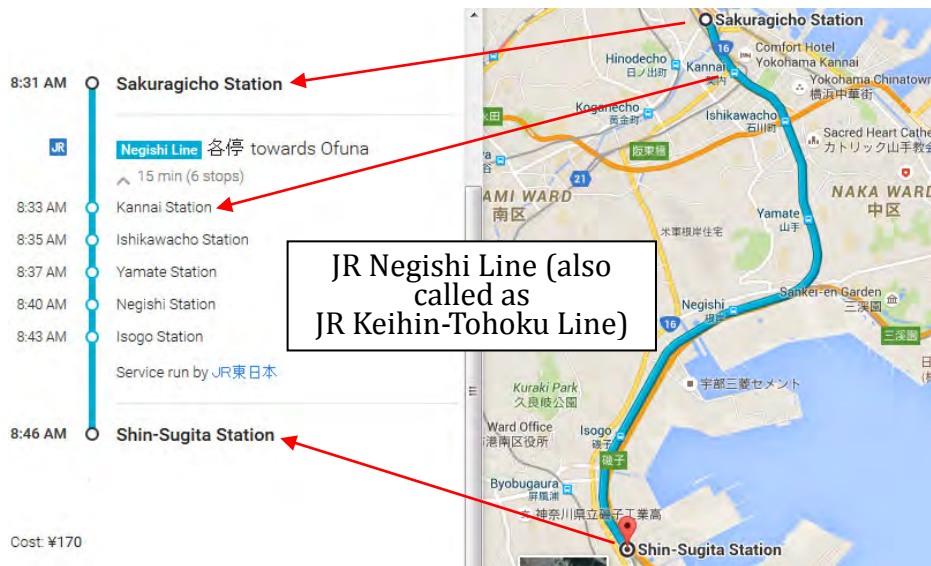 8:31 AM Sakuragicho Station
JR Negishi Line 各停 towards Ofuna
15 min (6 stops)
8:33 AM Kannai Station
8:35 AM Ishikawacho Station
8:37 AM Yamate Station
8:40 AM Negishi Station
8:43 AM Isogo Station
Service run by JR東日本
8:46 AM Shin-Sugita Station
Cost: ¥170
JR Negishi Line (also
called as
JR Keihin-Tohoku Line)
Sakuragicho Station
16
Comfort Hotel
Yokohama Kannai
Hinodecho
日ノ出町
Kannai
関内
Yokohama Chinatown
横浜中華街
Koganecho
黄金町
Ishikawacho
石川町
Sacred Heart Cathe
カトリック山手教会
阪東橋
21
AMI WARD
南区
NAKA WARD
中区
Yamate
山手
米軍根岸住宅
Sankei-en Garden
三溪園
Negishi
根岸
16
三溪園
宇部三菱セメント
Kuraki Park
久良岐公園
Ward Office
港南区役所
Isogo
磯子
磯子
Byobugaura
屏風浦
神奈川県立磯子工業高
Shin-Sugita Station